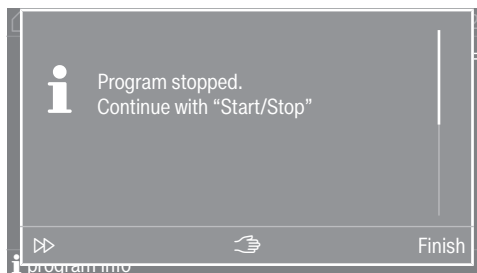 Program stopped.
Continue with “Start/Stop”
Finish
program info